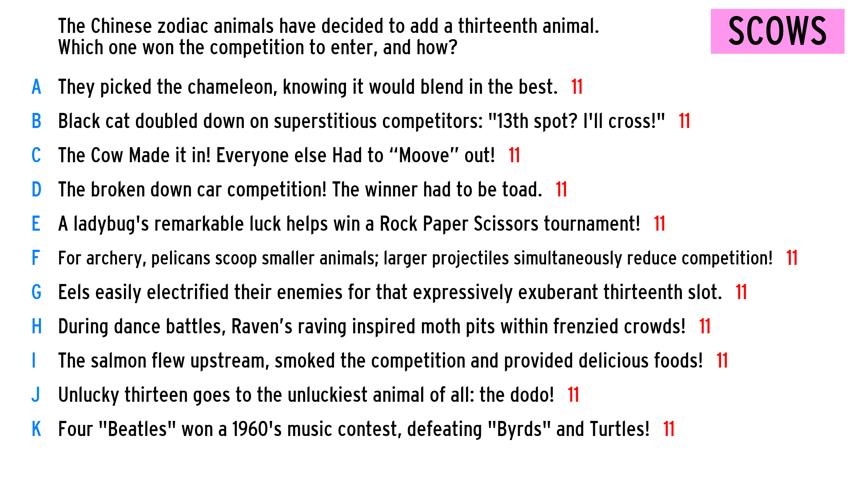 The Chinese zodiac animals have decided to add a thirteenth animal.
Which one won the competition to enter, and how?
SCOWS
A They picked the chameleon, knowing it would blend in the best. 11
B Black cat doubled down on superstitious competitors: "13th spot? I'll cross!" 11
C The Cow Made it in! Everyone else Had to “Moove” out! 11
D The broken down car competition! The winner had to be toad. 11
E A ladybug's remarkable luck helps win a Rock Paper Scissors tournament! 11
F For archery, pelicans scoop smaller animals; larger projectiles simultaneously reduce competition! 11
G Eels easily electrified their enemies for that expressively exuberant thirteenth slot. 11
H During dance battles, Raven’s raving inspired moth pits within frenzied crowds! 11
I The salmon flew upstream, smoked the competition and provided delicious foods! 11
J Unlucky thirteen goes to the unluckiest animal of all: the dodo! 11
K Four "Beatles" won a 1960's music contest, defeating "Byrds" and Turtles! 11